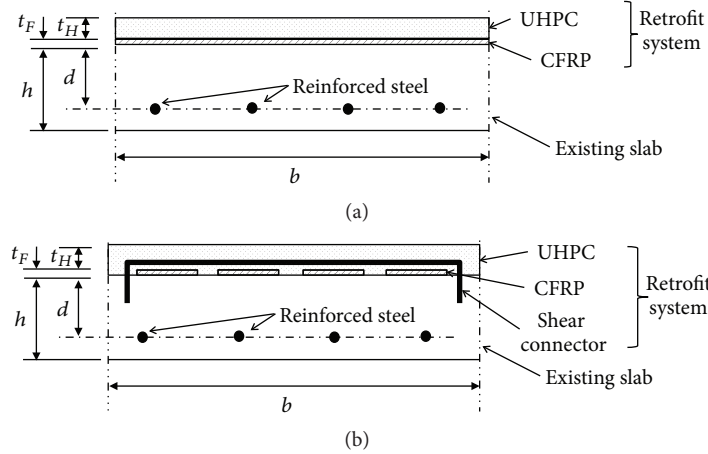 t_F
t_H
UHPC
CFRP
Retrofit
system
h
d
Reinforced steel
Existing slab
b
(a)
t_F
t_H
UHPC
CFRP
Shear
connector
Retrofit
system
h
d
Reinforced steel
Existing slab
b
(b)